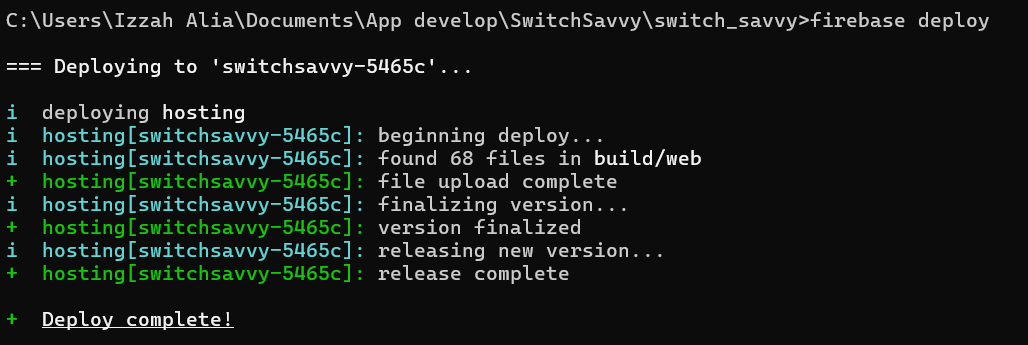 C:\Users\Izzah Alia\Documents\App develop\SwitchSavvy\switch_savvy>firebase deploy
=== Deploying to 'switchsavvy-5465c'...
i  deploying hosting
i  hosting[switchsavvy-5465c]: beginning deploy...
i  hosting[switchsavvy-5465c]: found 68 files in build/web
+  hosting[switchsavvy-5465c]: file upload complete
i  hosting[switchsavvy-5465c]: finalizing version...
+  hosting[switchsavvy-5465c]: version finalized
i  hosting[switchsavvy-5465c]: releasing new version...
+  hosting[switchsavvy-5465c]: release complete
+  Deploy complete!